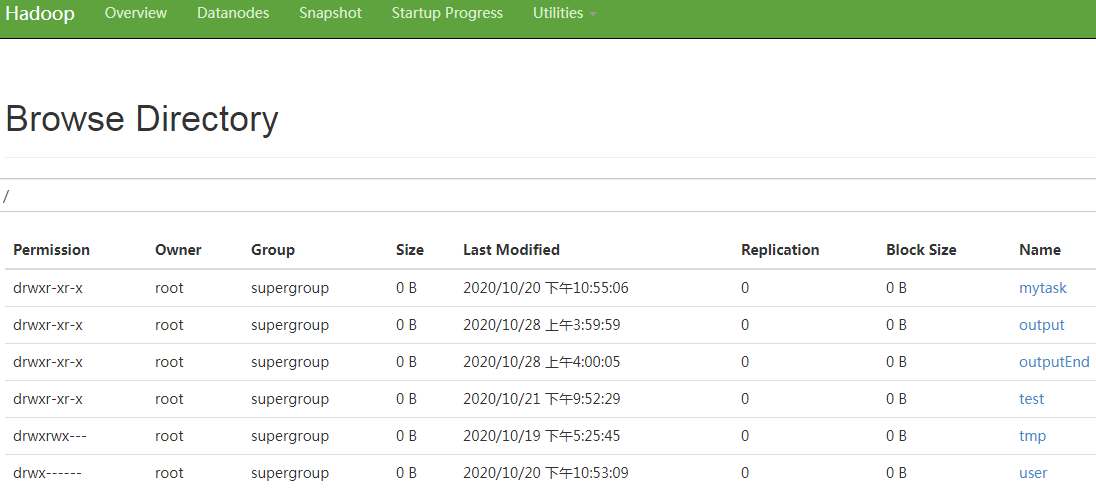 Hadoop Overview Datanodes Snapshot Startup Progress Utilities
Browse Directory
/
Permission Owner Group Size Last Modified Replication Block Size Name
drwxr-xr-x root supergroup 0 B 2020/10/20 下午10:55:06 0 0 B mytask
drwxr-xr-x root supergroup 0 B 2020/10/28 上午3:59:59 0 0 B output
drwxr-xr-x root supergroup 0 B 2020/10/28 上午4:00:05 0 0 B outputEnd
drwxr-xr-x root supergroup 0 B 2020/10/21 下午9:52:29 0 0 B test
drwxrwx--- root supergroup 0 B 2020/10/19 下午5:25:45 0 0 B tmp
drwx------ root supergroup 0 B 2020/10/20 下午10:53:09 0 0 B user